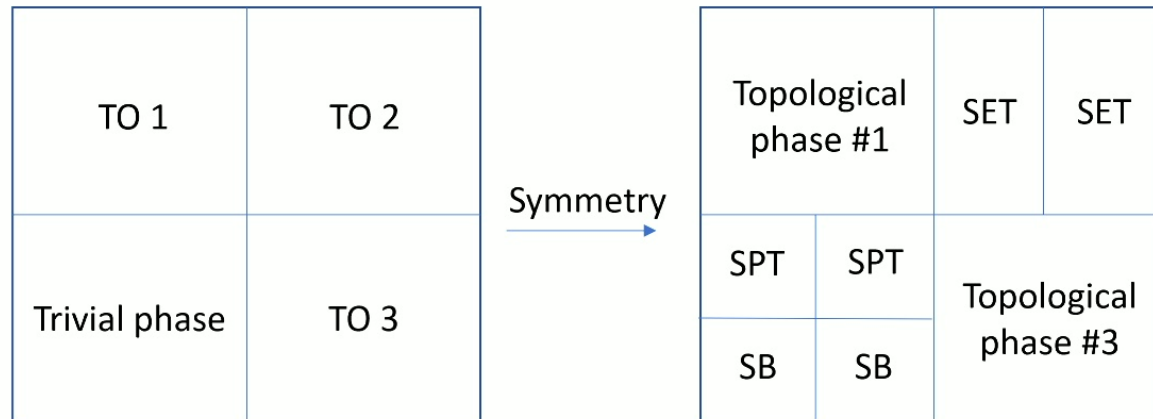 TO 1
TO 2
Trivial phase
TO 3
Symmetry
Topological
phase #1
SET
SET
SPT
SPT
SB
SB
Topological
phase #3